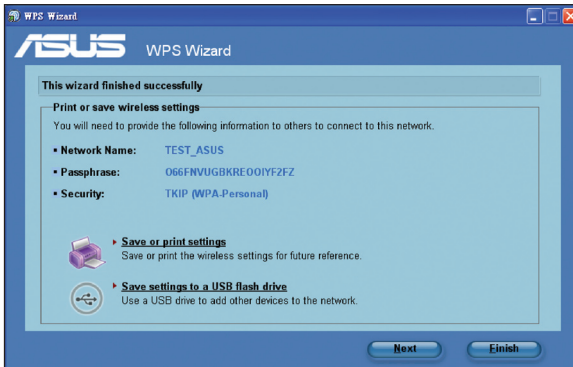 WPS Wizard
ASUS WPS Wizard
This wizard finished successfully
Print or save wireless settings
You will need to provide the following information to others to connect to this network.
Network Name: TEST_ASUS
Passphrase: O66FNVUGBKREOOIYF2FZ
Security: TKIP (WPA-Personal)
Save or print settings
Save or print the wireless settings for future reference.
Save settings to a USB flash drive
Use a USB drive to add other devices to the network.
Next Finish